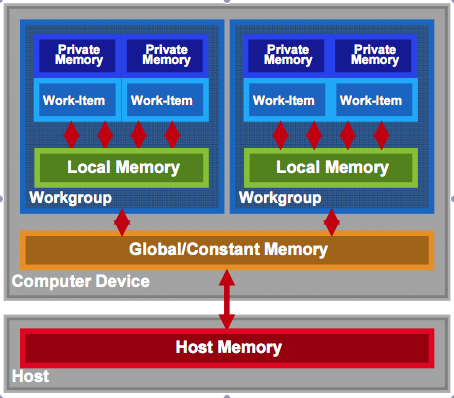 Private Memory
Private Memory
Private Memory
Private Memory
Work-Item
Work-Item
Work-Item
Work-Item
Local Memory
Local Memory
Workgroup
Workgroup
Global/Constant Memory
Computer Device
Host Memory
Host